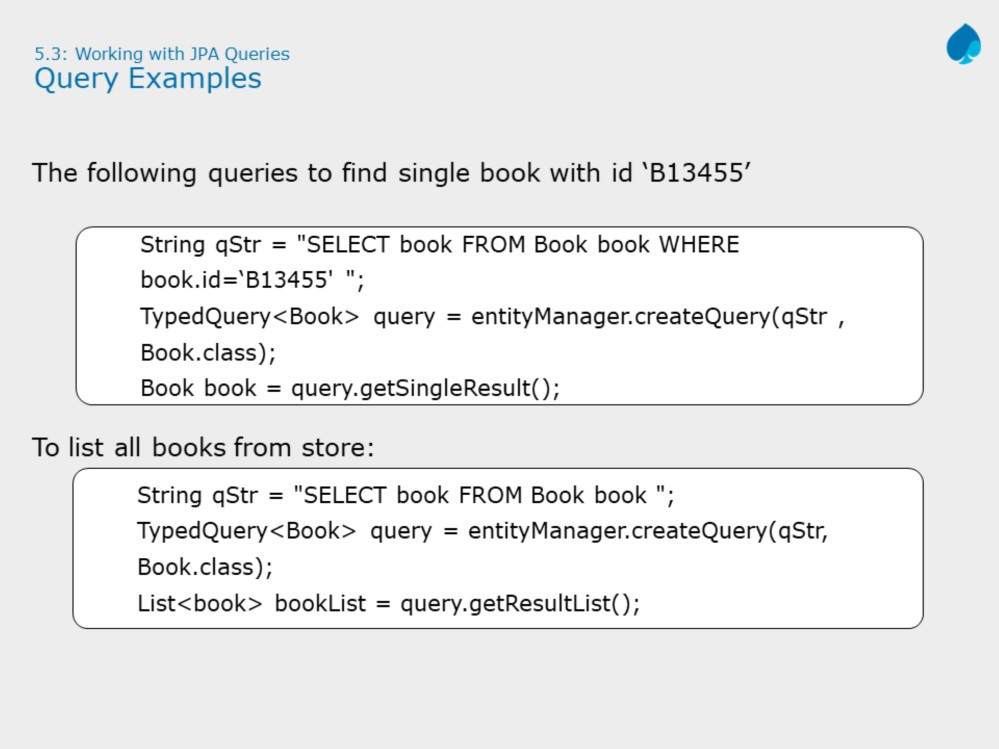 5.3: Working with JPA Queries
Query Examples
The following queries to find single book with id ‘B13455’
String qStr = "SELECT book FROM Book book WHERE
book.id=‘B13455' ";
TypedQuery<Book> query = entityManager.createQuery(qStr ,
Book.class);
Book book = query.getSingleResult();
To list all books from store:
String qStr = "SELECT book FROM Book book ";
TypedQuery<Book> query = entityManager.createQuery(qStr,
Book.class);
List<book> bookList = query.getResultList();